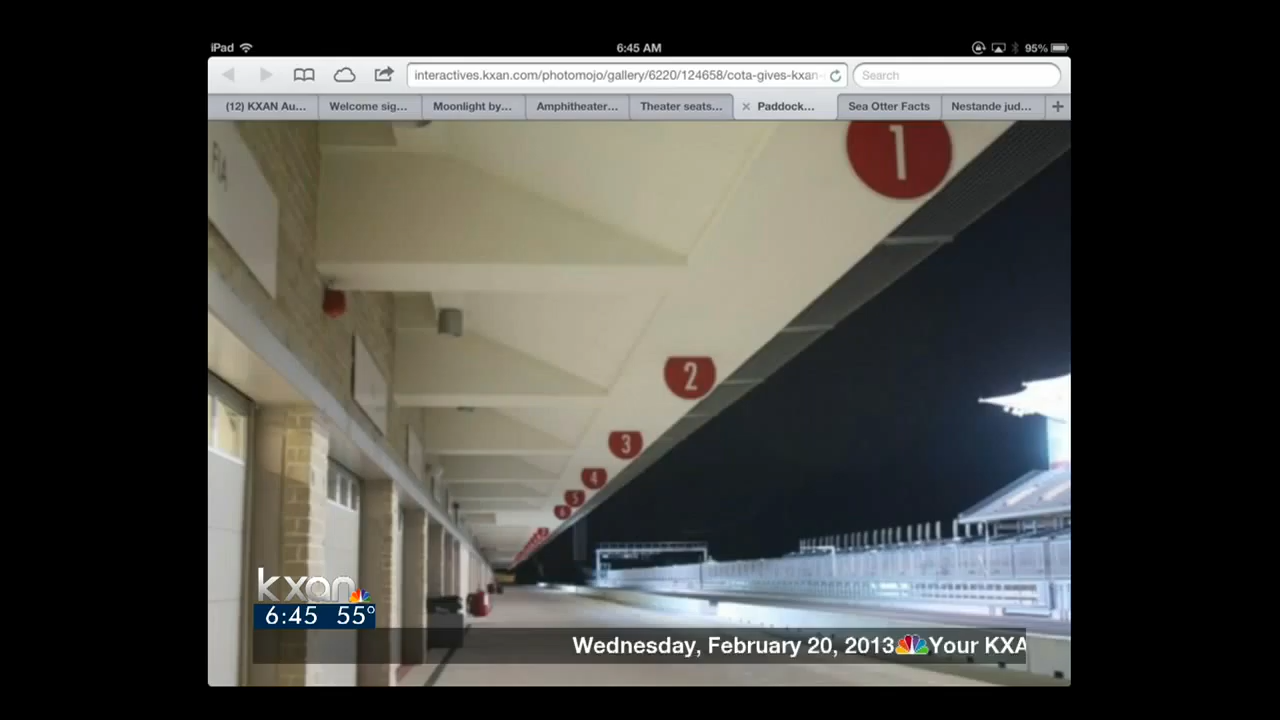 iPad
6:45 AM
95%
interactives.kxan.com/photomojo/gallery/6220/124658/cota-gives-kxan-
Search
(12) KXAN Au...
Welcome sig...
Moonlight by...
Amphitheater...
Theater seats...
Paddock...
Sea Otter Facts
Nestande jud...
FIA
1
2
3
4
5
6
kxan
6:45 55°
Wednesday, February 20, 2013 Your KXA